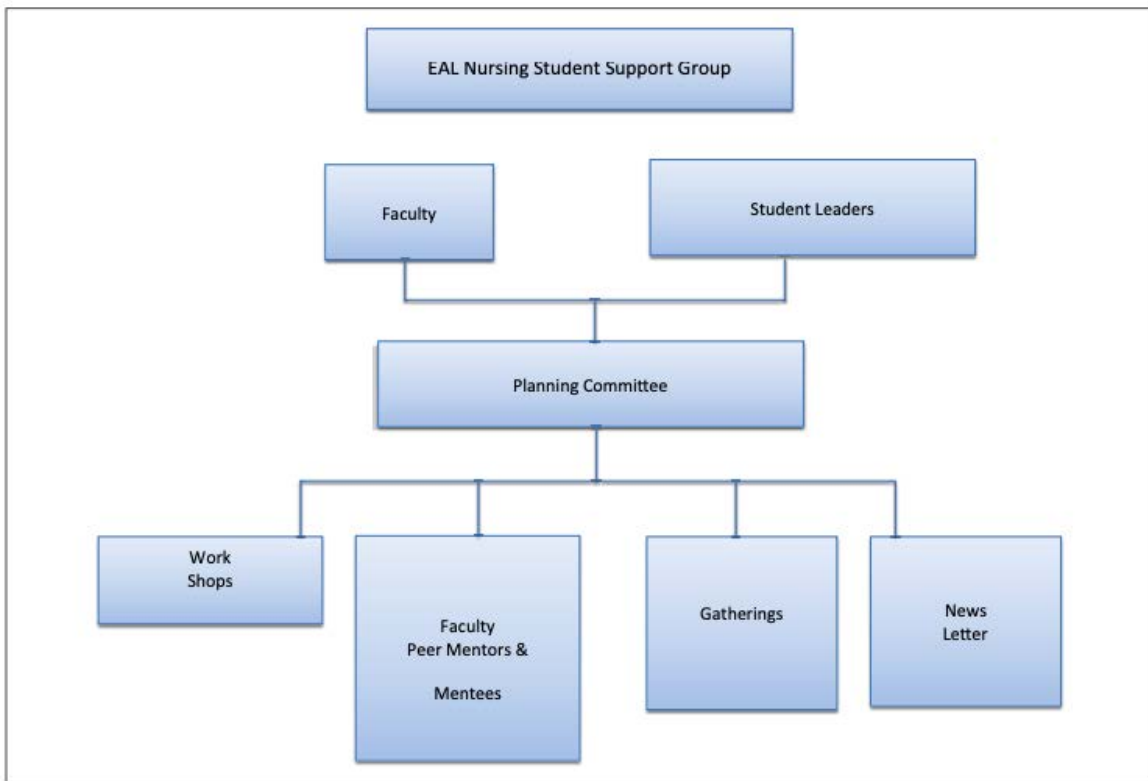 EAL Nursing Student Support Group
Faculty
Student Leaders
Planning Committee
Work
Shops
Faculty
Peer Mentors &
Mentees
Gatherings
News
Letter